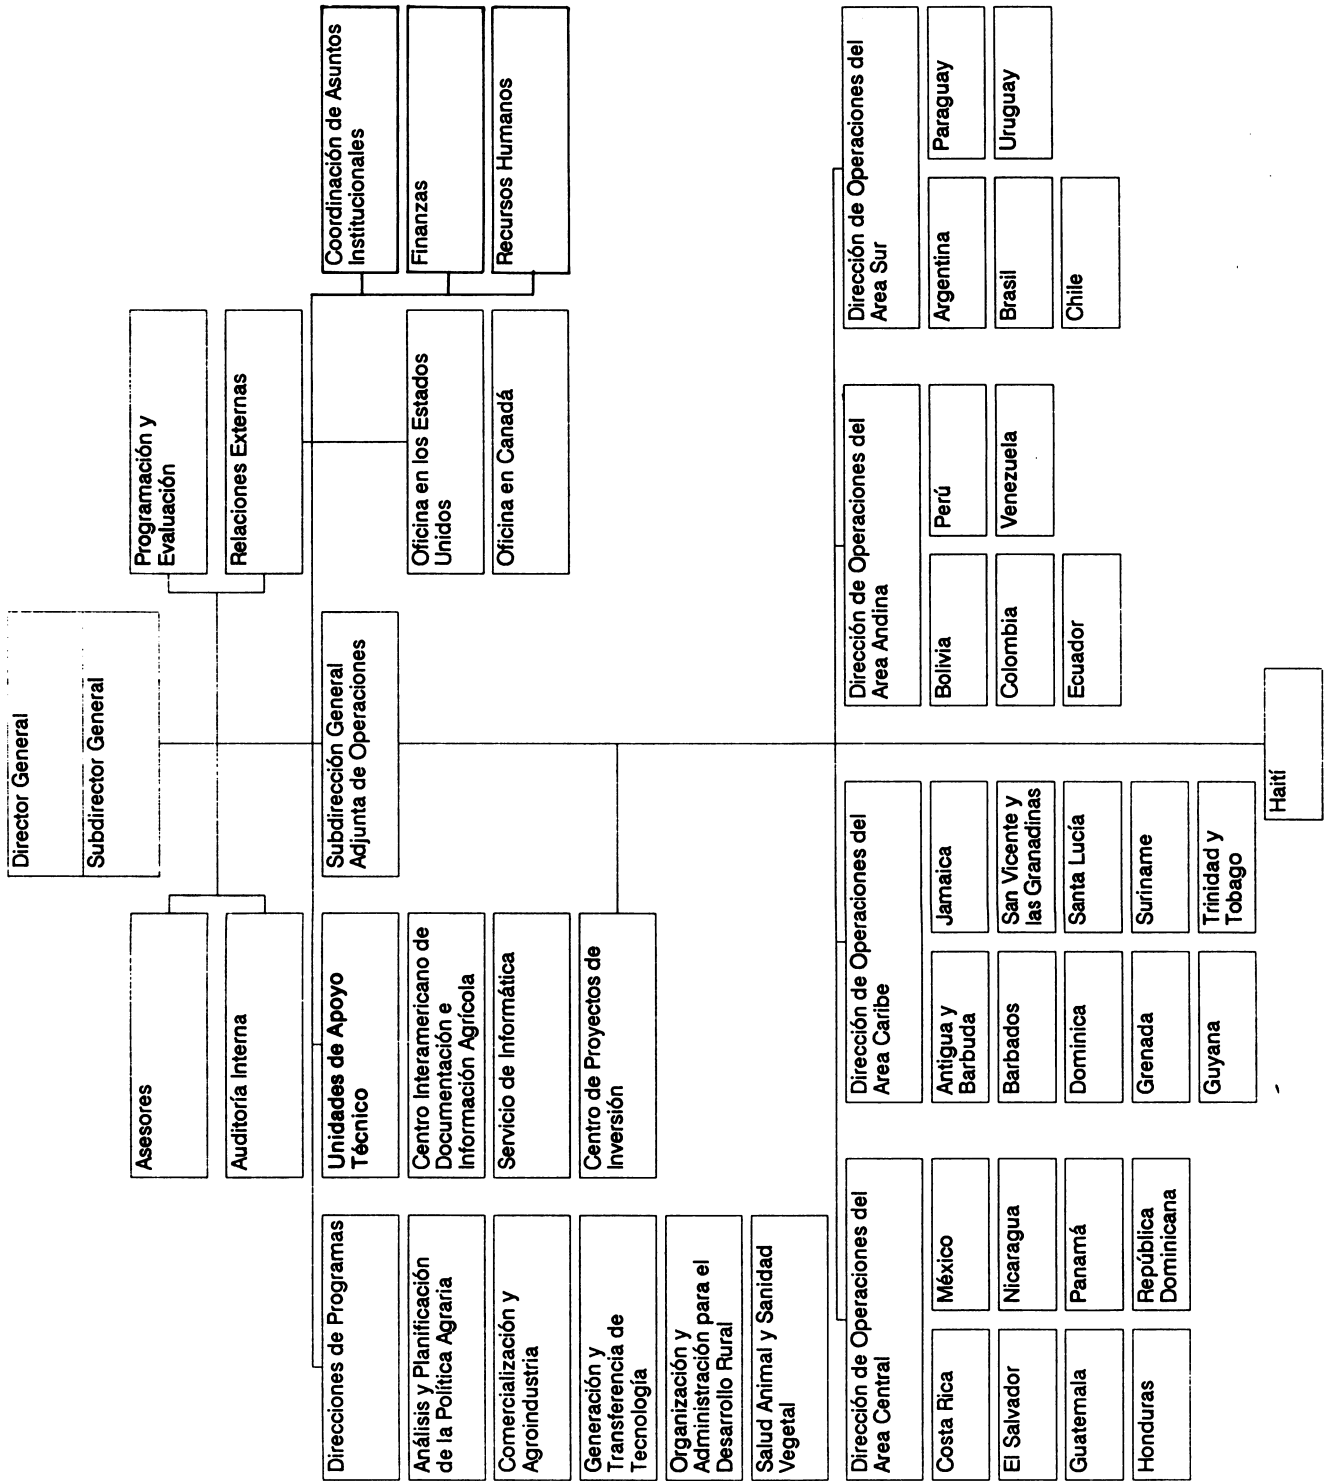 Director General
Subdirector General
Asesores
Auditoría Interna
Programación y
Evaluación
Relaciones Externas
Direcciones de Programas
Análisis y Planificación
de la Política Agraria
Comercialización y
Agroindustria
Generación y
Transferencia de
Tecnología
Organización y
Administración para el
Desarrollo Rural
Salud Animal y Sanidad
Vegetal
Unidades de Apoyo
Técnico
Centro Interamericano de
Documentación e
Información Agrícola
Servicio de Informática
Centro de Proyectos de
Inversión
Subdirección General
Adjunta de Operaciones
Oficina en los Estados
Unidos
Oficina en Canadá
Coordinación de Asuntos
Institucionales
Finanzas
Recursos Humanos
Dirección de Operaciones del
Area Central
Costa Rica
El Salvador
Guatemala
Honduras
México
Nicaragua
Panamá
República
Dominicana
Dirección de Operaciones del
Area Caribe
Antigua y
Barbuda
Barbados
Dominica
Grenada
Guyana
Jamaica
San Vicente y
las Granadinas
Santa Lucía
Suriname
Trinidad y
Tobago
Dirección de Operaciones del
Area Andina
Bolivia
Colombia
Ecuador
Perú
Venezuela
Dirección de Operaciones del
Area Sur
Argentina
Brasil
Chile
Paraguay
Uruguay
Haití